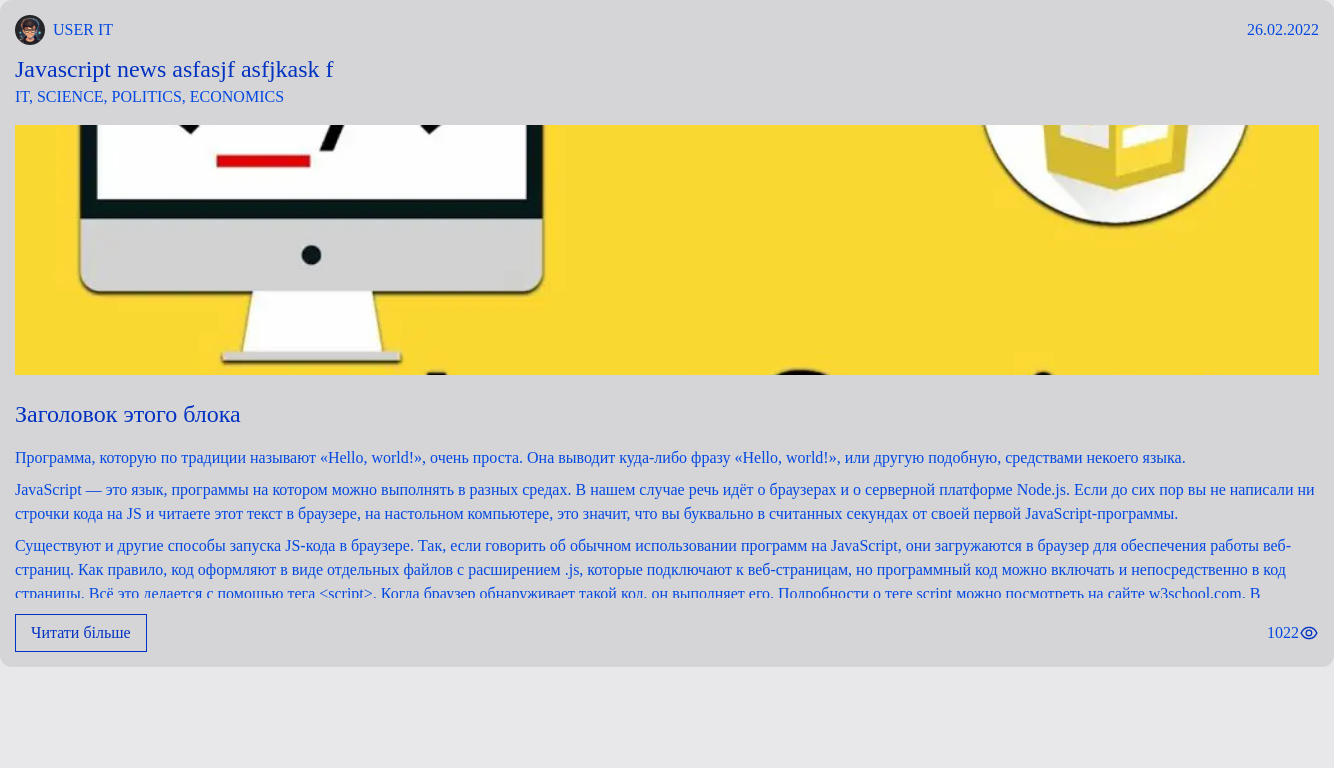 USER IT
26.02.2022
Javascript news asfasjf asfjkask f
IT, SCIENCE, POLITICS, ECONOMICS
Заголовок этого блока
Программа, которую по традиции называют «Hello, world!», очень проста. Она выводит куда-либо фразу «Hello, world!», или другую подобную, средствами некоего языка.
JavaScript — это язык, программы на котором можно выполнять в разных средах. В нашем случае речь идёт о браузерах и о серверной платформе Node.js. Если до сих пор вы не написали ни
строчки кода на JS и читаете этот текст в браузере, на настольном компьютере, это значит, что вы буквально в считанных секундах от своей первой JavaScript-программы.
Существуют и другие способы запуска JS-кода в браузере. Так, если говорить об обычном использовании программ на JavaScript, они загружаются в браузер для обеспечения работы веб-
страниц. Как правило, код оформляют в виде отдельных файлов с расширением .js, которые подключают к веб-страницам, но программный код можно включать и непосредственно в код
страницы. Всё это делается с помощью тега <script>. Когда браузер обнаруживает такой код, он выполняет его. Подробности о теге script можно посмотреть на сайте w3school.com. В
Читати більше
1022